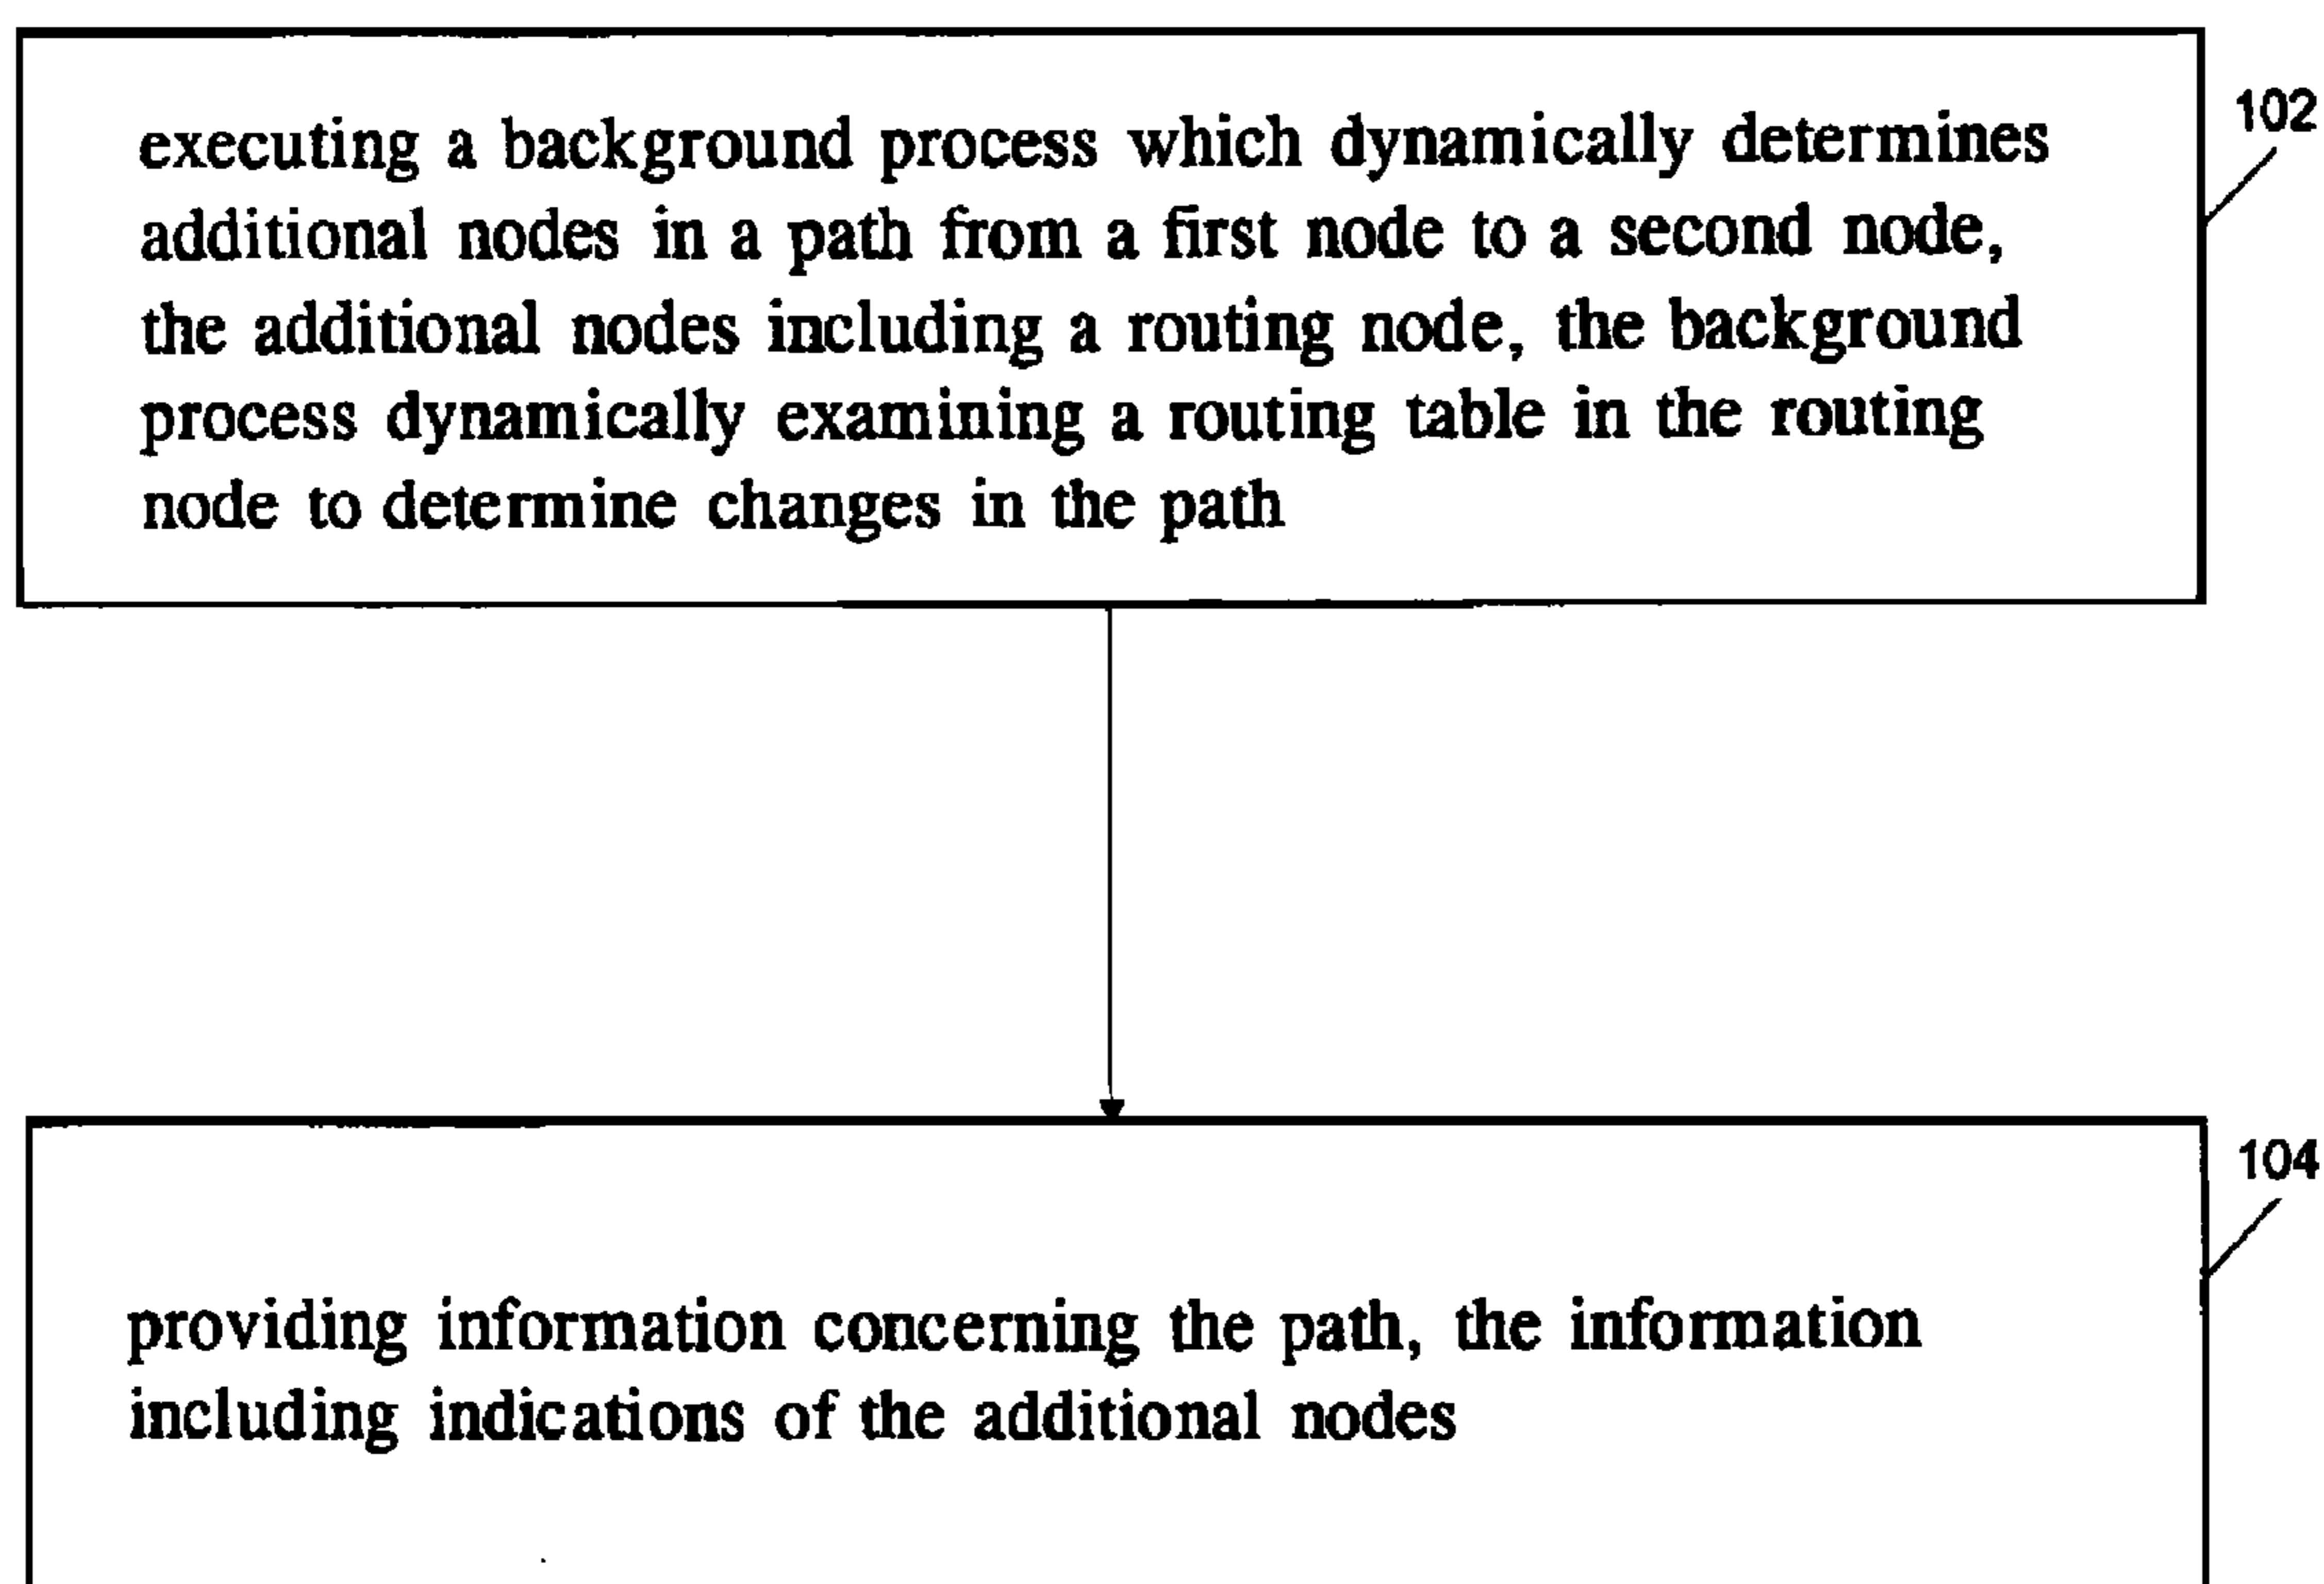 102
executing a background process which dynamically determines
additional nodes in a path from a first node to a second node,
the additional nodes including a routing node, the background
process dynamically examining a routing table in the routing
node to determine changes in the path
104
providing information concerning the path, the information
including indications of the additional nodes